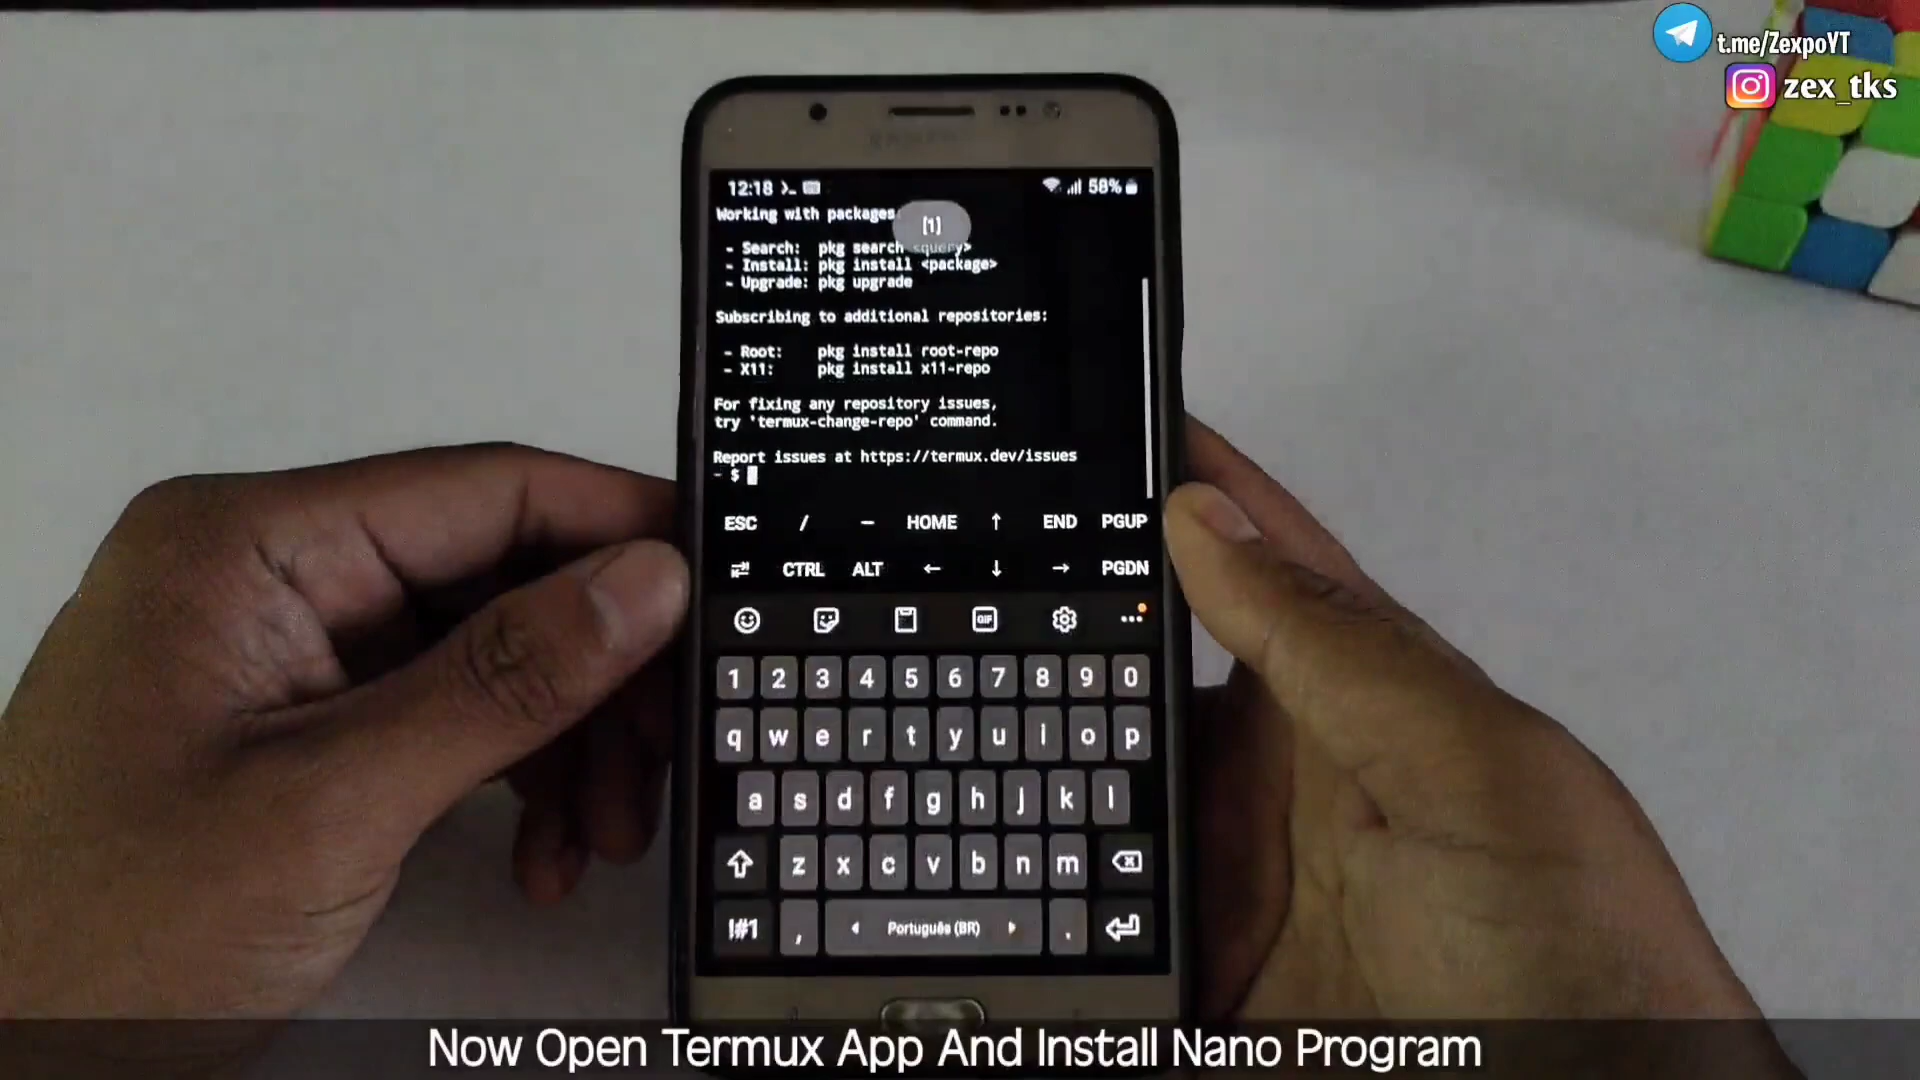 t.me/ZexpoYT
zex_tks
12:18
58%
Working with packages:
[1]
- Search: pkg search <query>
- Install: pkg install <package>
- Upgrade: pkg upgrade
Subscribing to additional repositories:
- Root: pkg install root-repo
- X11: pkg install x11-repo
For fixing any repository issues,
try 'termux-change-repo' command.
Report issues at https://termux.dev/issues
~ $
ESC / — HOME ↑ END PGUP
CTRL ALT ← ↓ → PGDN
GIF
1 2 3 4 5 6 7 8 9 0
q w e r t y u i o p
a s d f g h j k l
z x c v b n m
!#1 , Português (BR) .
Now Open Termux App And Install Nano Program